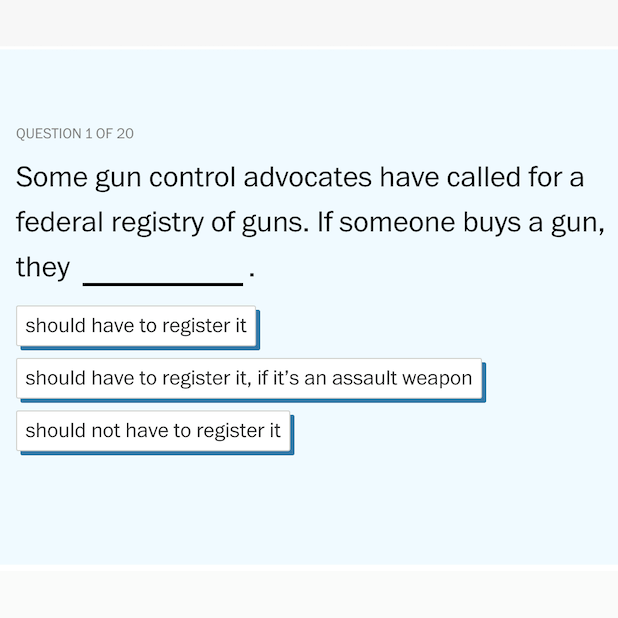 QUESTION 1 OF 20
Some gun control advocates have called for a
federal registry of guns. If someone buys a gun,
they __________ .
should have to register it
should have to register it, if it’s an assault weapon
should not have to register it